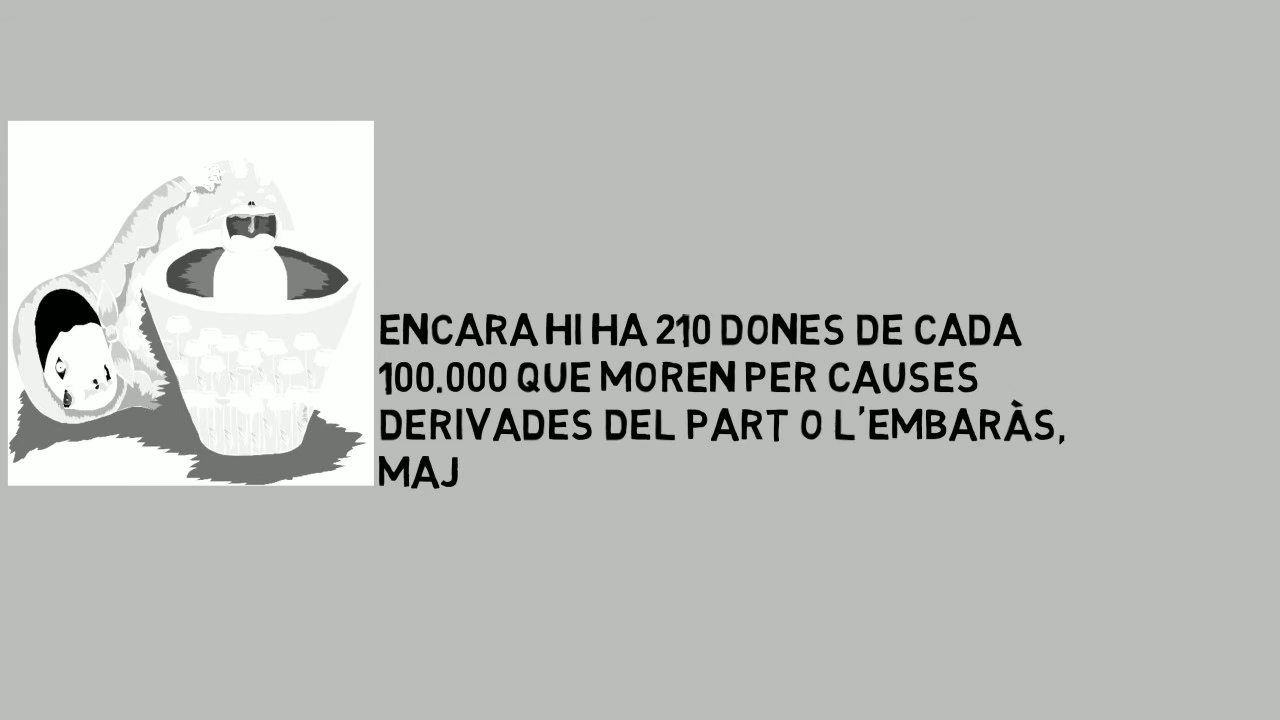 ENCARA HI HA 210 DONES DE CADA
100.000 QUE MOREN PER CAUSES
DERIVADES DEL PART O L'EMBARÀS,
MAJ